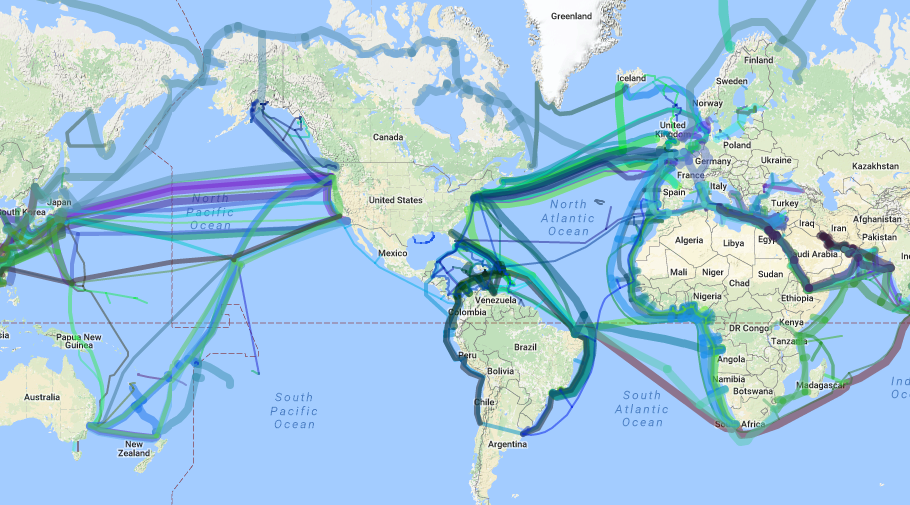 Greenland
Iceland
Finland
Sweden
Norway
United
Kingdom
Canada
Poland
Germany
Ukraine
Kazakhstan
France
Japan
South Korea
North
Pacific
Ocean
United States
Spain
Italy
Turkey
North
Atlantic
Ocean
Iraq
Afghanistan
Iran
Pakistan
Mexico
Algeria
Libya
Egypt
Saudi Arabia
Mali
Niger
Sudan
Chad
Venezuela
Nigeria
Ethiopia
Colombia
DR Congo
Kenya
Papua New
Guinea
Tanzania
Peru
Brazil
Angola
Bolivia
Namibia
Madagascar
Botswana
Australia
South
Pacific
Ocean
Chile
South
Atlantic
Ocean
South Africa
New
Zealand
Argentina